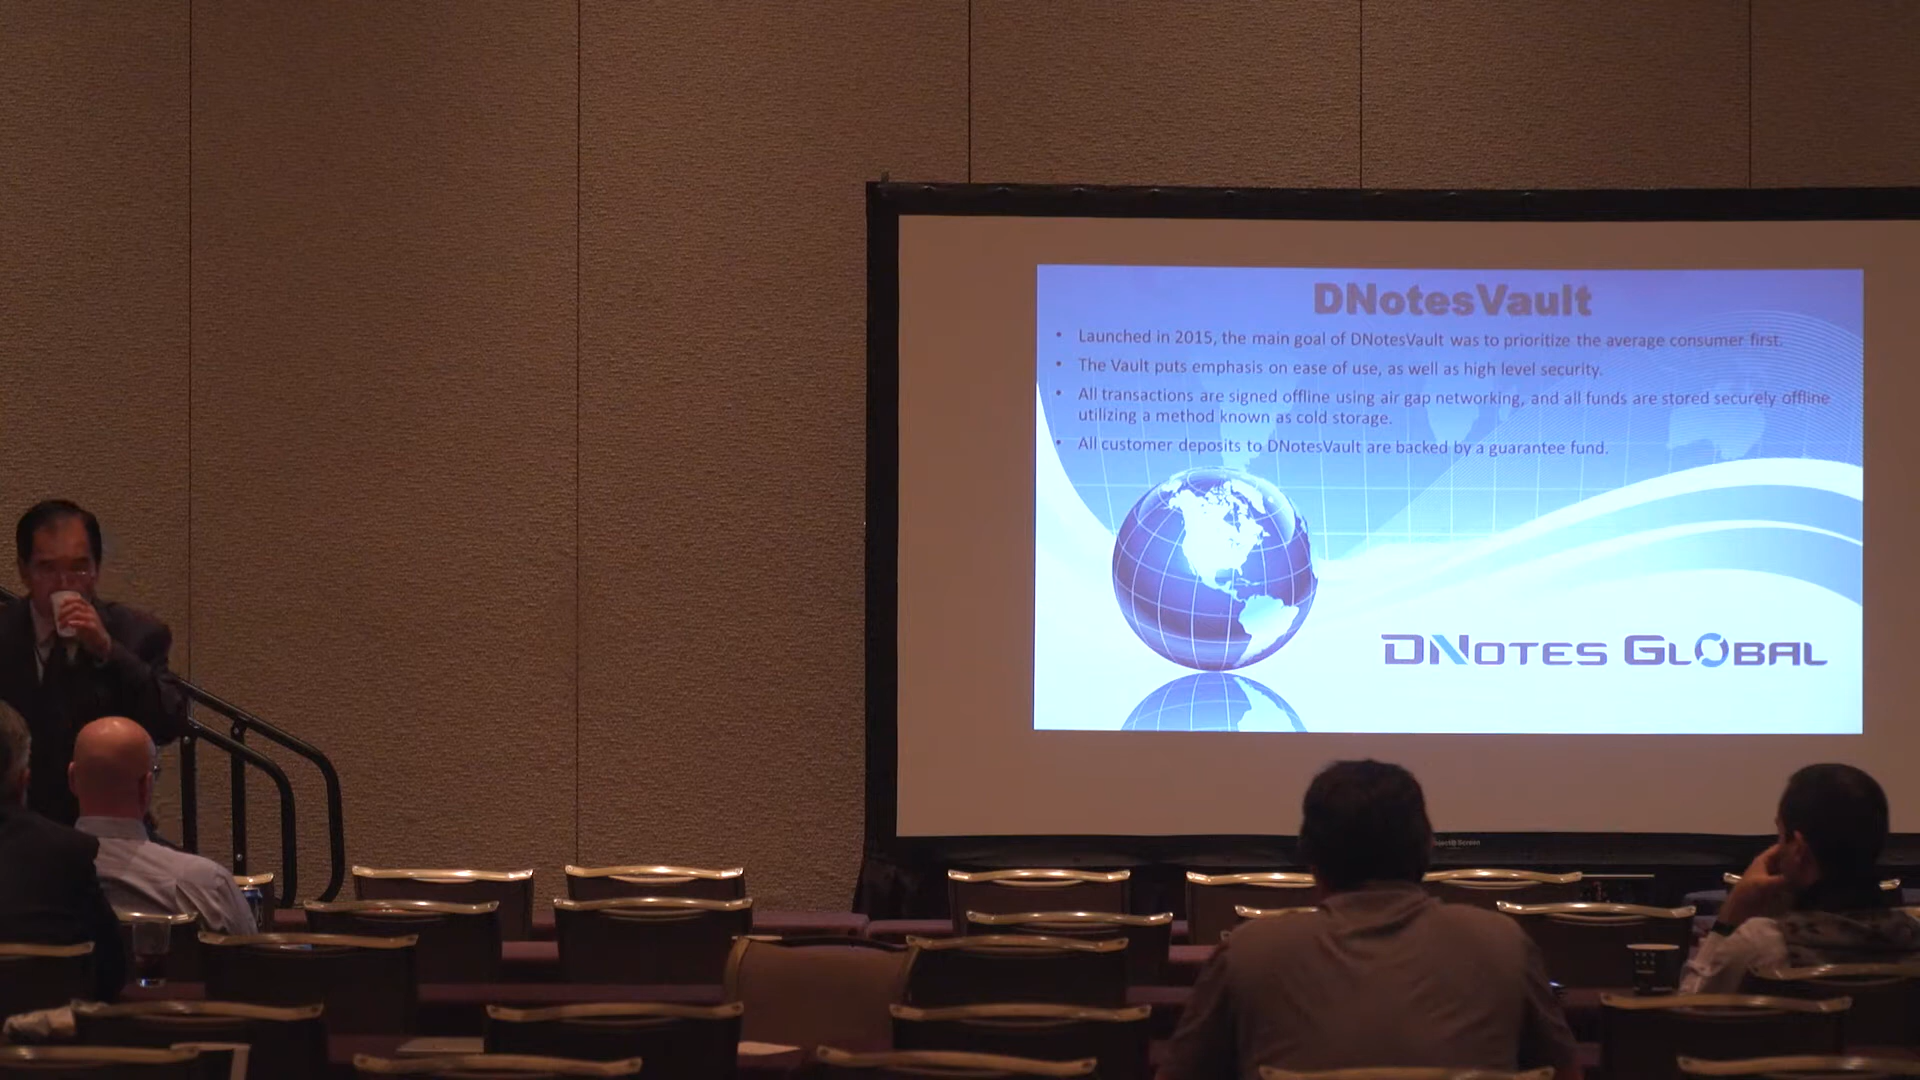 DNotesVault
• Launched in 2015, the main goal of DNotesVault was to prioritize the average consumer first.
• The Vault puts emphasis on ease of use, as well as high level security.
• All transactions are signed offline using air gap networking, and all funds are stored securely offline
utilizing a method known as cold storage.
• All customer deposits to DNotesVault are backed by a guarantee fund.
DNOTES GLOBAL